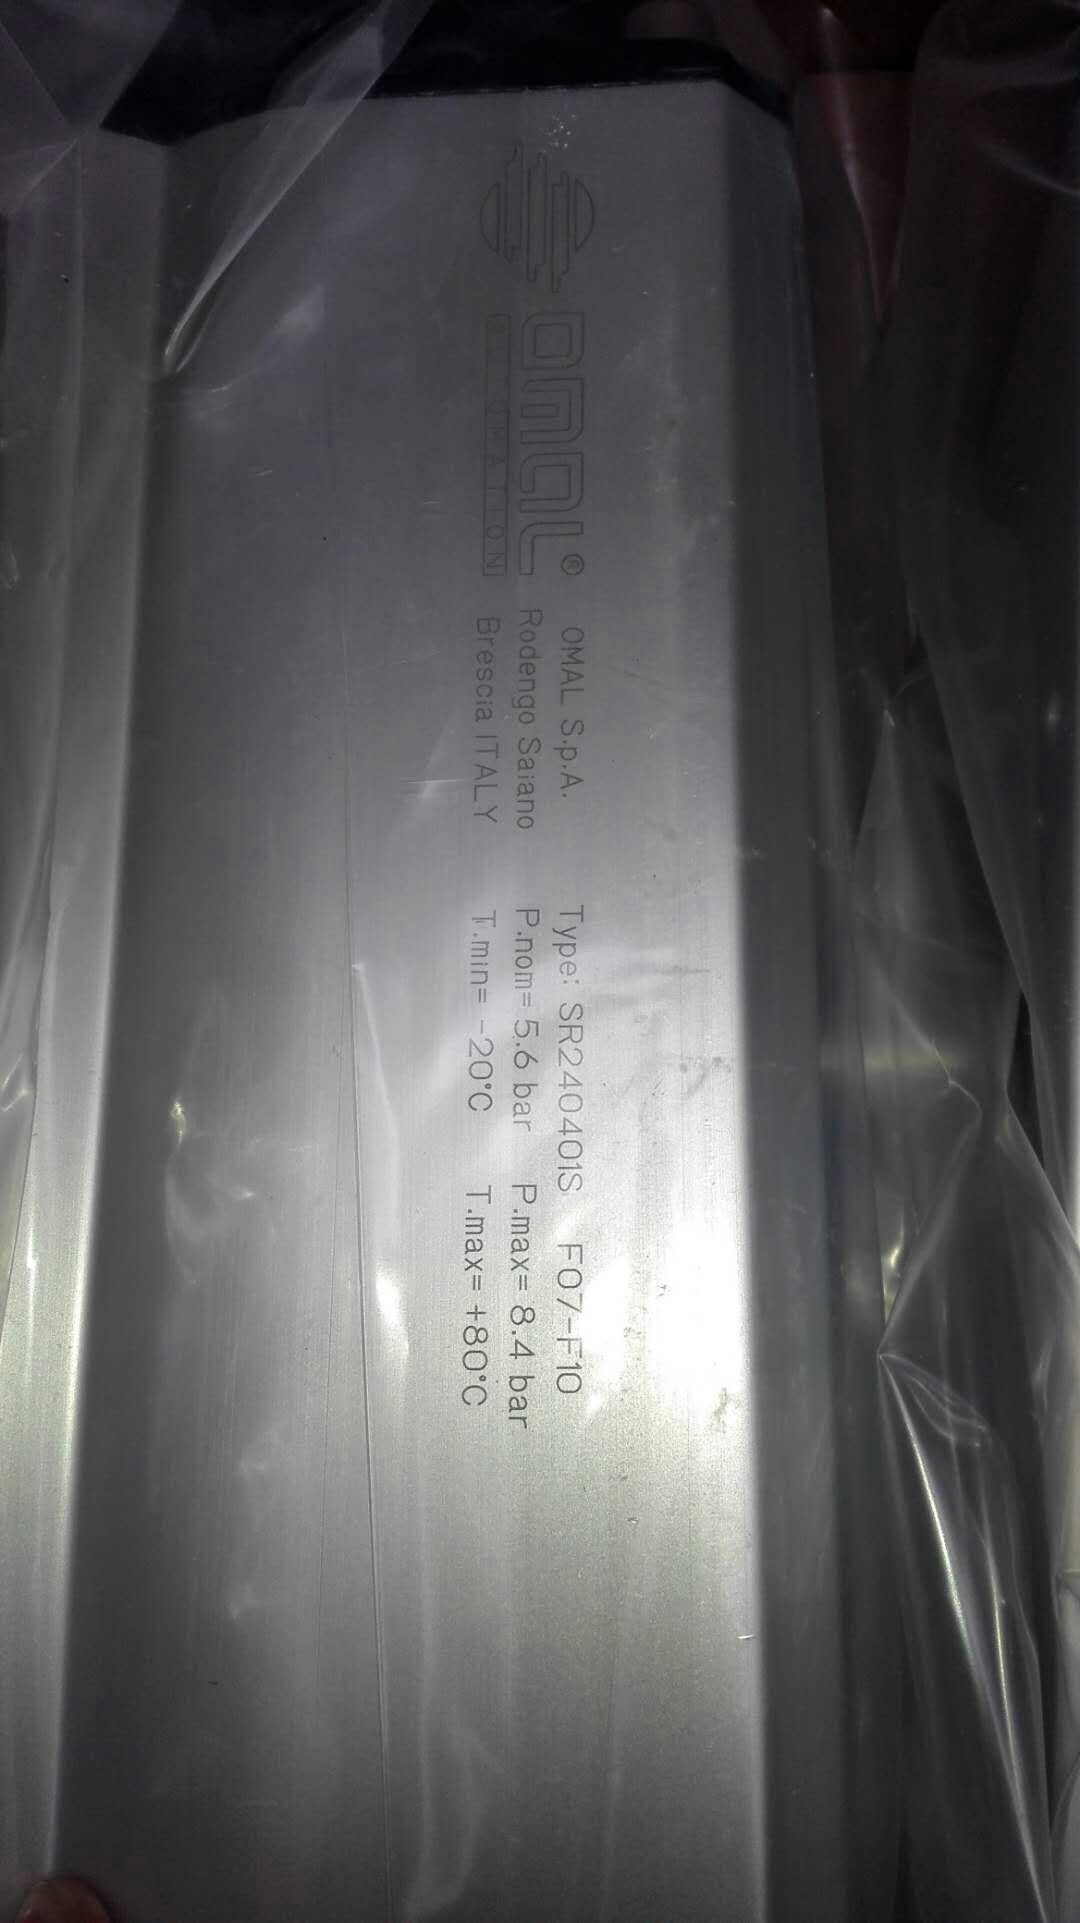 OMAL®
AUTOMATION
OMAL S.p.A.
Rodengo Saiano
Brescia ITALY
Type: SR240401S F07-F10
P.nom= 5.6 bar P.max= 8.4 bar
T.min= -20°C T.max= +80°C